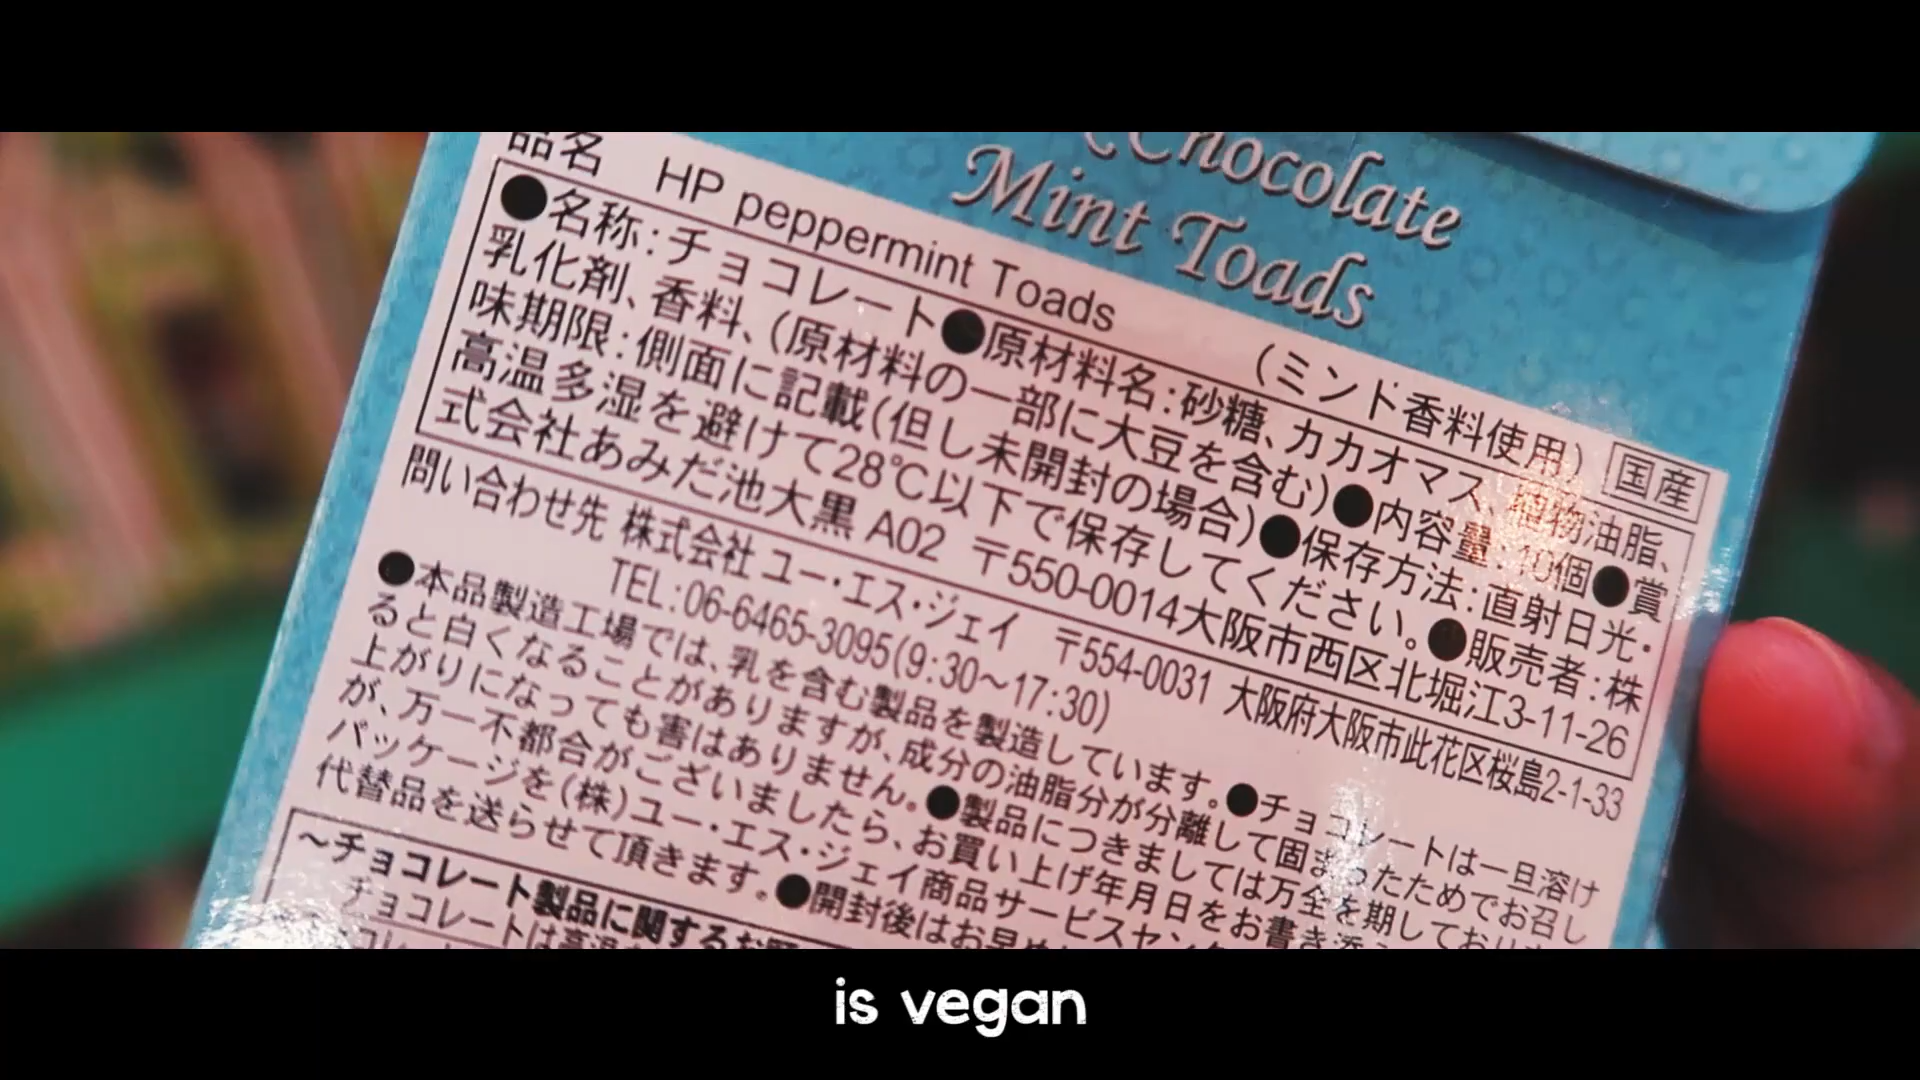 Chocolate
Mint Toads
品名 HP peppermint Toads (ミント香料使用) 国産
●名称:チョコレート●原材料名:砂糖、カカオマス、植物油脂、
乳化剤、香料、(原材料の一部に大豆を含む)●内容量:10個●賞
味期限:側面に記載(但し未開封の場合)●保存方法:直射日光・
高温多湿を避けて28℃以下で保存してください。●販売者:株
式会社あみだ池大黒 A02 〒550-0014大阪市西区北堀江3-11-26
問い合わせ先 株式会社 ユー・エス・ジェイ 〒554-0031 大阪府大阪市此花区桜島2-1-33
TEL:06-6465-3095(9:30〜17:30)
●本品製造工場では、乳を含む製品を製造しています。●チョコレートは一旦溶け
ると白くなることがありますが、成分の油脂分が分離して固まったためでお召し
上がりになっても害はありません。●製品につきましては万全を期しております
が、万一不都合がございましたら、お買い上げ年月日をお書き添え
パッケージを(株)ユー・エス・ジェイ商品サービスセン
代替品を送らせて頂きます。●開封後はお早め
〜チョコレート製品に関するお
チョコレートは高温
is vegan